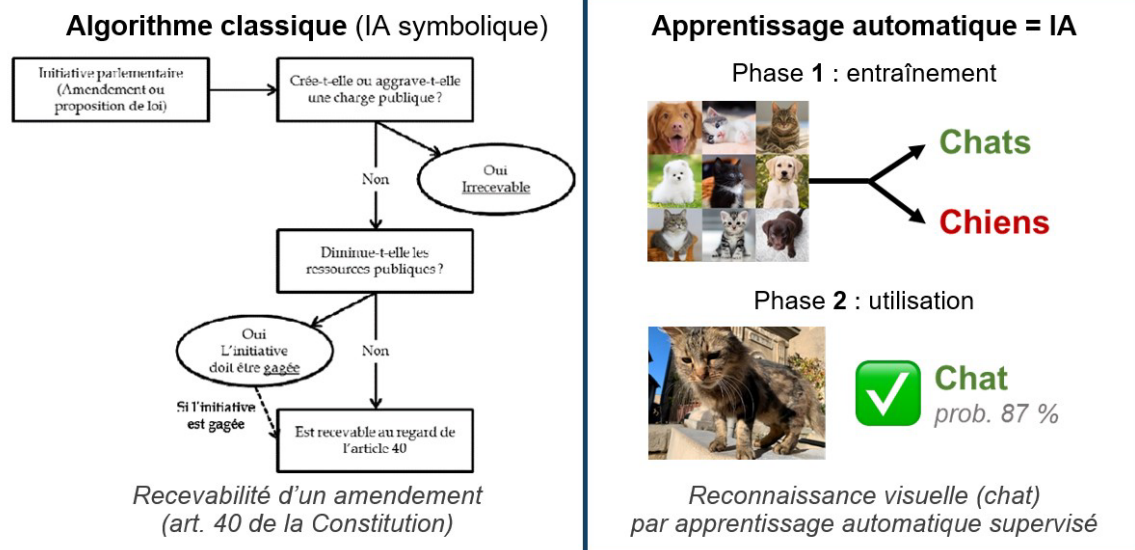 Algorithme classique (IA symbolique)
Initiative parlementaire
(Amendement ou
proposition de loi)
Crée-t-elle ou aggrave-t-elle
une charge publique ?
Non
Oui
Irrecevable
Diminue-t-elle les
ressources publiques ?
Oui
L'initiative
doit être gagée
Non
Si l'initiative
est gagée
Est recevable au regard de
l'article 40
Recevabilité d'un amendement
(art. 40 de la Constitution)
Apprentissage automatique = IA
Phase 1 : entraînement
Chats
Chiens
Phase 2 : utilisation
Chat
prob. 87 %
Reconnaissance visuelle (chat)
par apprentissage automatique supervisé